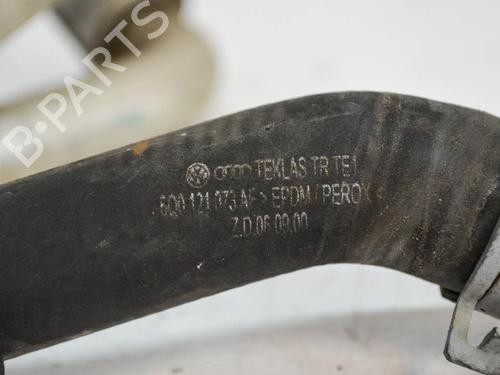 B-PARTS
TEKLAS TR TE1
6Q0 121 073 AF > EPDM / PEROX <
Z.D.06 09.00